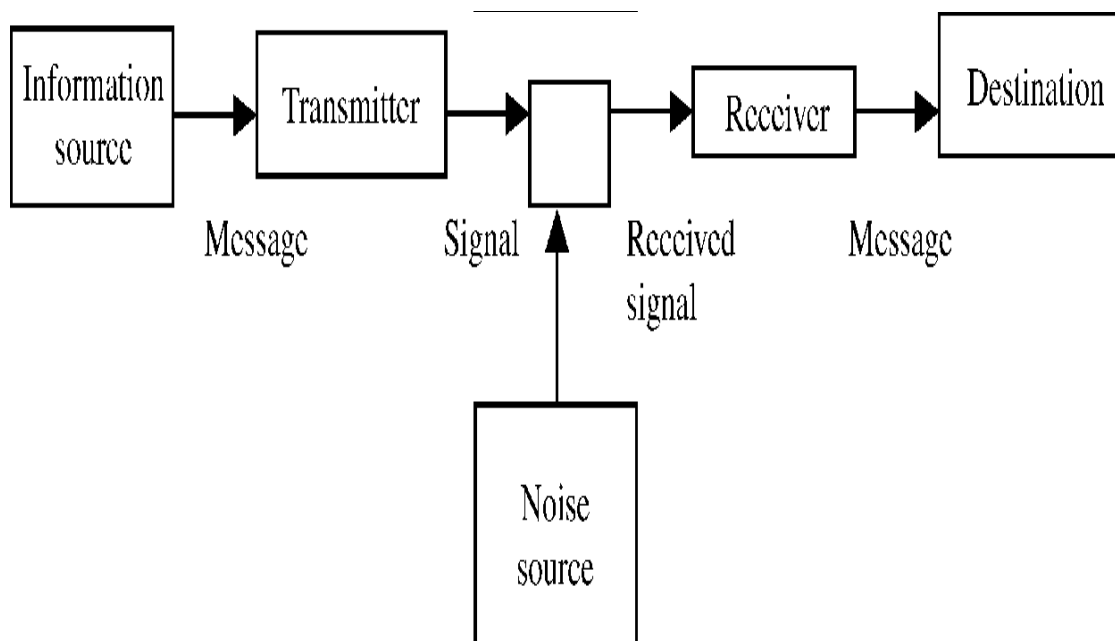 Information
source
Transmitter
Receiver
Destination
Message
Signal
Received
signal
Message
Noise
source